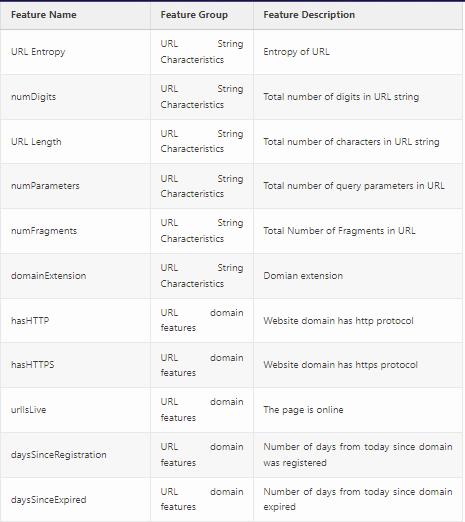 Feature Name Feature Group Feature Description
URL Entropy URL String Characteristics Entropy of URL
numDigits URL String Characteristics Total number of digits in URL string
URL Length URL String Characteristics Total number of characters in URL string
numParameters URL String Characteristics Total number of query parameters in URL
numFragments URL String Characteristics Total Number of Fragments in URL
domainExtension URL String Characteristics Domian extension
hasHTTP URL domain features Website domain has http protocol
hasHTTPS URL domain features Website domain has https protocol
urlIsLive URL domain features The page is online
daysSinceRegistration URL domain features Number of days from today since domain was registered
daysSinceExpired URL domain features Number of days from today since domain expired